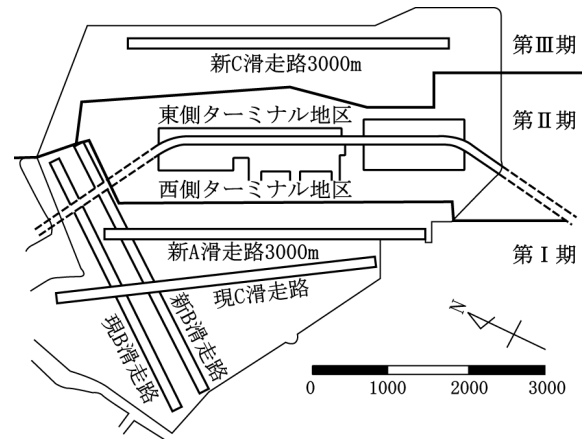 新C滑走路3000m
第Ⅲ期
東側ターミナル地区
第Ⅱ期
西側ターミナル地区
新A滑走路3000m
第Ⅰ期
現C滑走路
新B滑走路
現B滑走路
N
0 1000 2000 3000